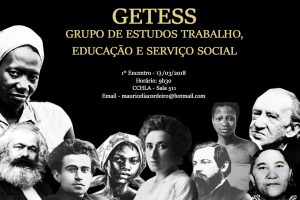 GETESS
GRUPO DE ESTUDOS TRABALHO,
EDUCAÇÃO E SERVIÇO SOCIAL
1º Encontro - 13/03/2018
Horário: 9h30
CCHLA - Sala 511
Email - mauriceliacordeiro@hotmail.com